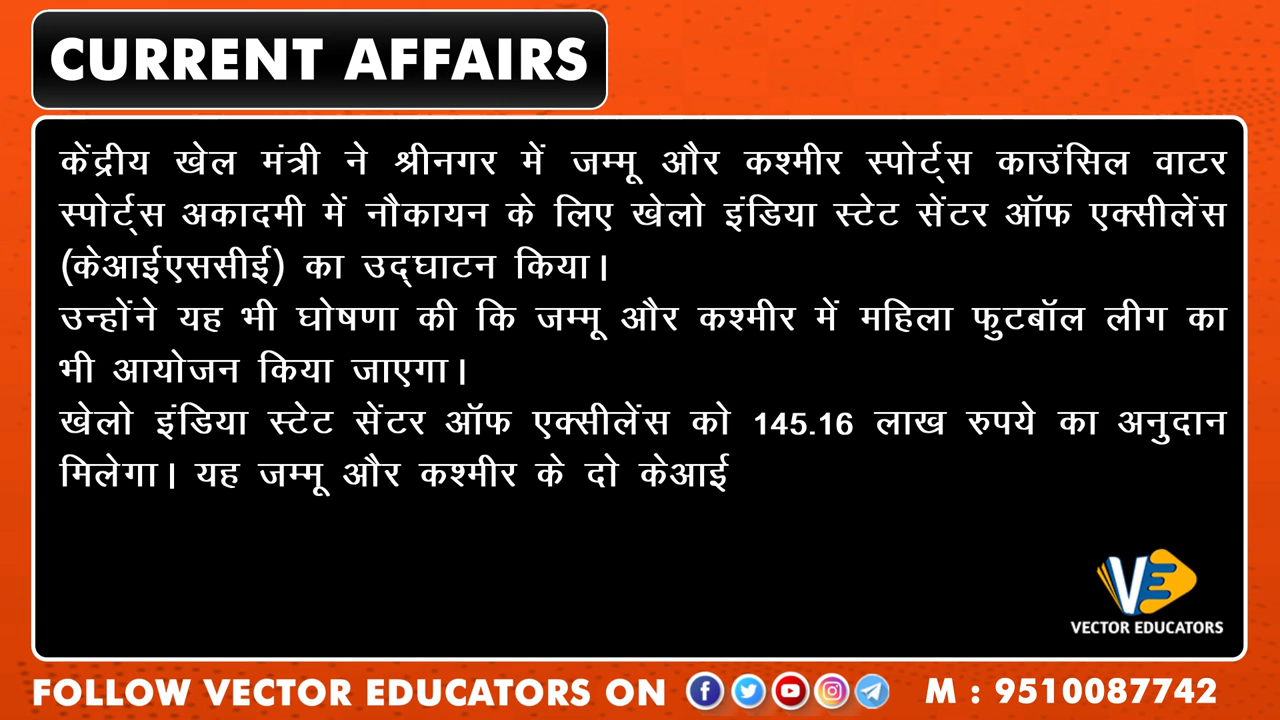 CURRENT AFFAIRS
केंद्रीय खेल मंत्री ने श्रीनगर में जम्मू और कश्मीर स्पोर्ट्स काउंसिल वाटर
स्पोर्ट्स अकादमी में नौकायन के लिए खेलो इंडिया स्टेट सेंटर ऑफ एक्सीलेंस
(केआईएससीई) का उद्घाटन किया।
उन्होंने यह भी घोषणा की कि जम्मू और कश्मीर में महिला फुटबॉल लीग का
भी आयोजन किया जाएगा।
खेलो इंडिया स्टेट सेंटर ऑफ एक्सीलेंस को 145.16 लाख रुपये का अनुदान
मिलेगा। यह जम्मू और कश्मीर के दो केआई
VE
VECTOR EDUCATORS
FOLLOW VECTOR EDUCATORS ON M : 9510087742